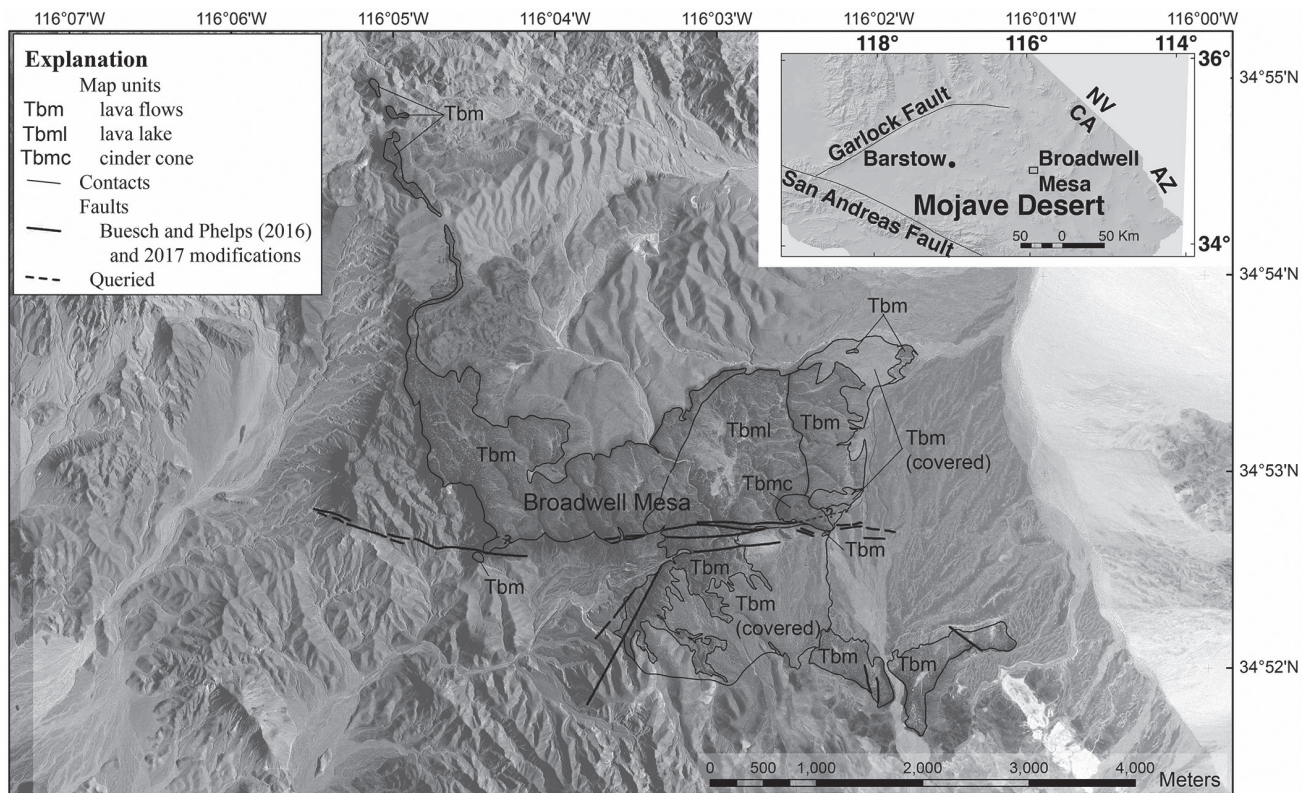 116°07'W
116°06'W
116°05'W
116°04'W
116°03'W
116°02'W
116°01'W
116°00'W
Explanation
Map units
Tbm lava flows
Tbml lava lake
Tbmc cinder cone
Contacts
Faults
Buesch and Phelps (2016)
and 2017 modifications
Queried
118°
116°
114°
36°
34°
NV
CA
AZ
Garlock Fault
Barstow
Broadwell
Mesa
San Andreas Fault
Mojave Desert
50 0 50 Km
34°55'N
34°54'N
34°53'N
34°52'N
Tbm
Tbm
Tbml
Tbm
Tbm
Tbm
(covered)
Tbmc
Broadwell Mesa
?
?
Tbm
Tbm
Tbm
Tbm
(covered)
Tbm
Tbm
0 500 1,000 2,000 3,000 4,000
Meters